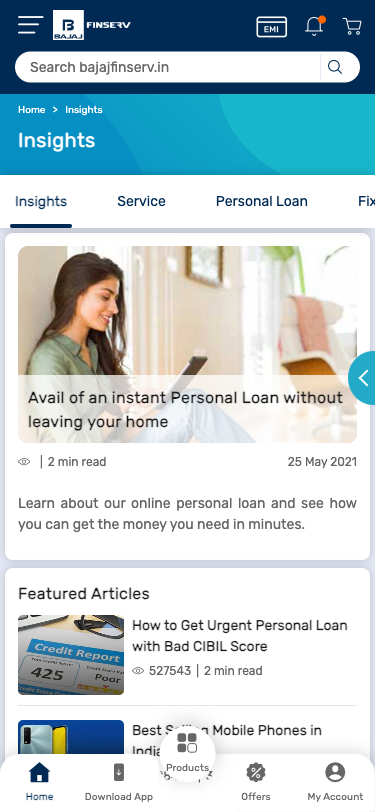 BAJAJ
FINSERV
EMI
Search bajajfinserv.in
Home > Insights
Insights
Insights
Service
Personal Loan
Fix
Avail of an instant Personal Loan without
leaving your home
| 2 min read
25 May 2021
Learn about our online personal loan and see how
you can get the money you need in minutes.
Featured Articles
Credit Report
425
How to Get Urgent Personal Loan
with Bad CIBIL Score
527543 | 2 min read
Best Selling Mobile Phones in
India
Home
Download App
Products
Offers
My Account